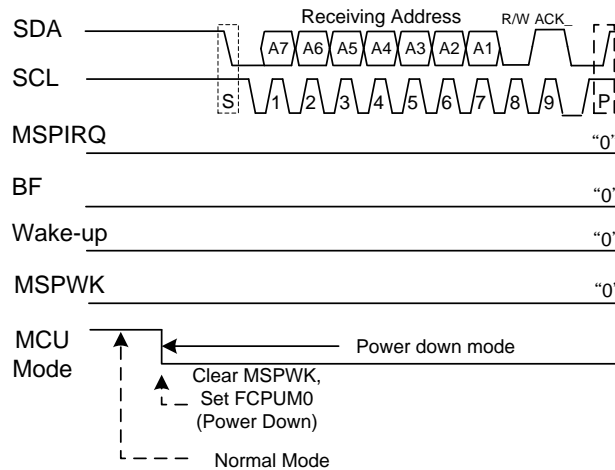 Receiving Address
R/W ACK_
SDA
A7 A6 A5 A4 A3 A2 A1
SCL
S 1 2 3 4 5 6 7 8 9 P
MSPIRQ
“0”
BF
“0”
Wake-up
“0”
MSPWK
“0”
MCU
Mode
Power down mode
Clear MSPWK,
Set FCPUM0
(Power Down)
Normal Mode